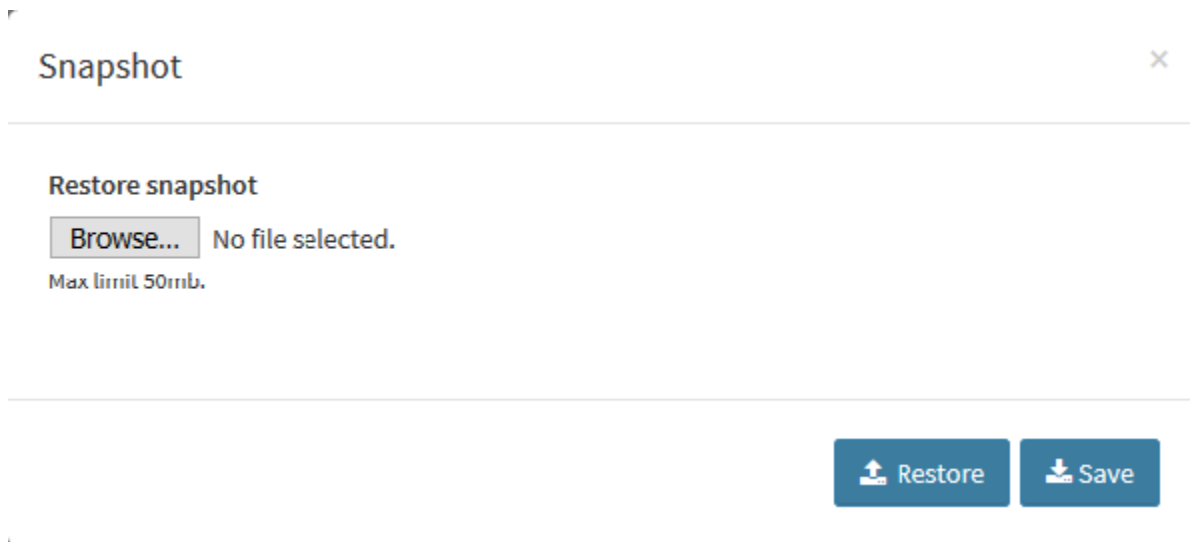 Snapshot
×
Restore snapshot
Browse... No file selected.
Max limit 50mb.
Restore Save